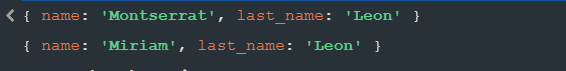 { name: 'Montserrat', last_name: 'Leon' }
{ name: 'Miriam', last_name: 'Leon' }